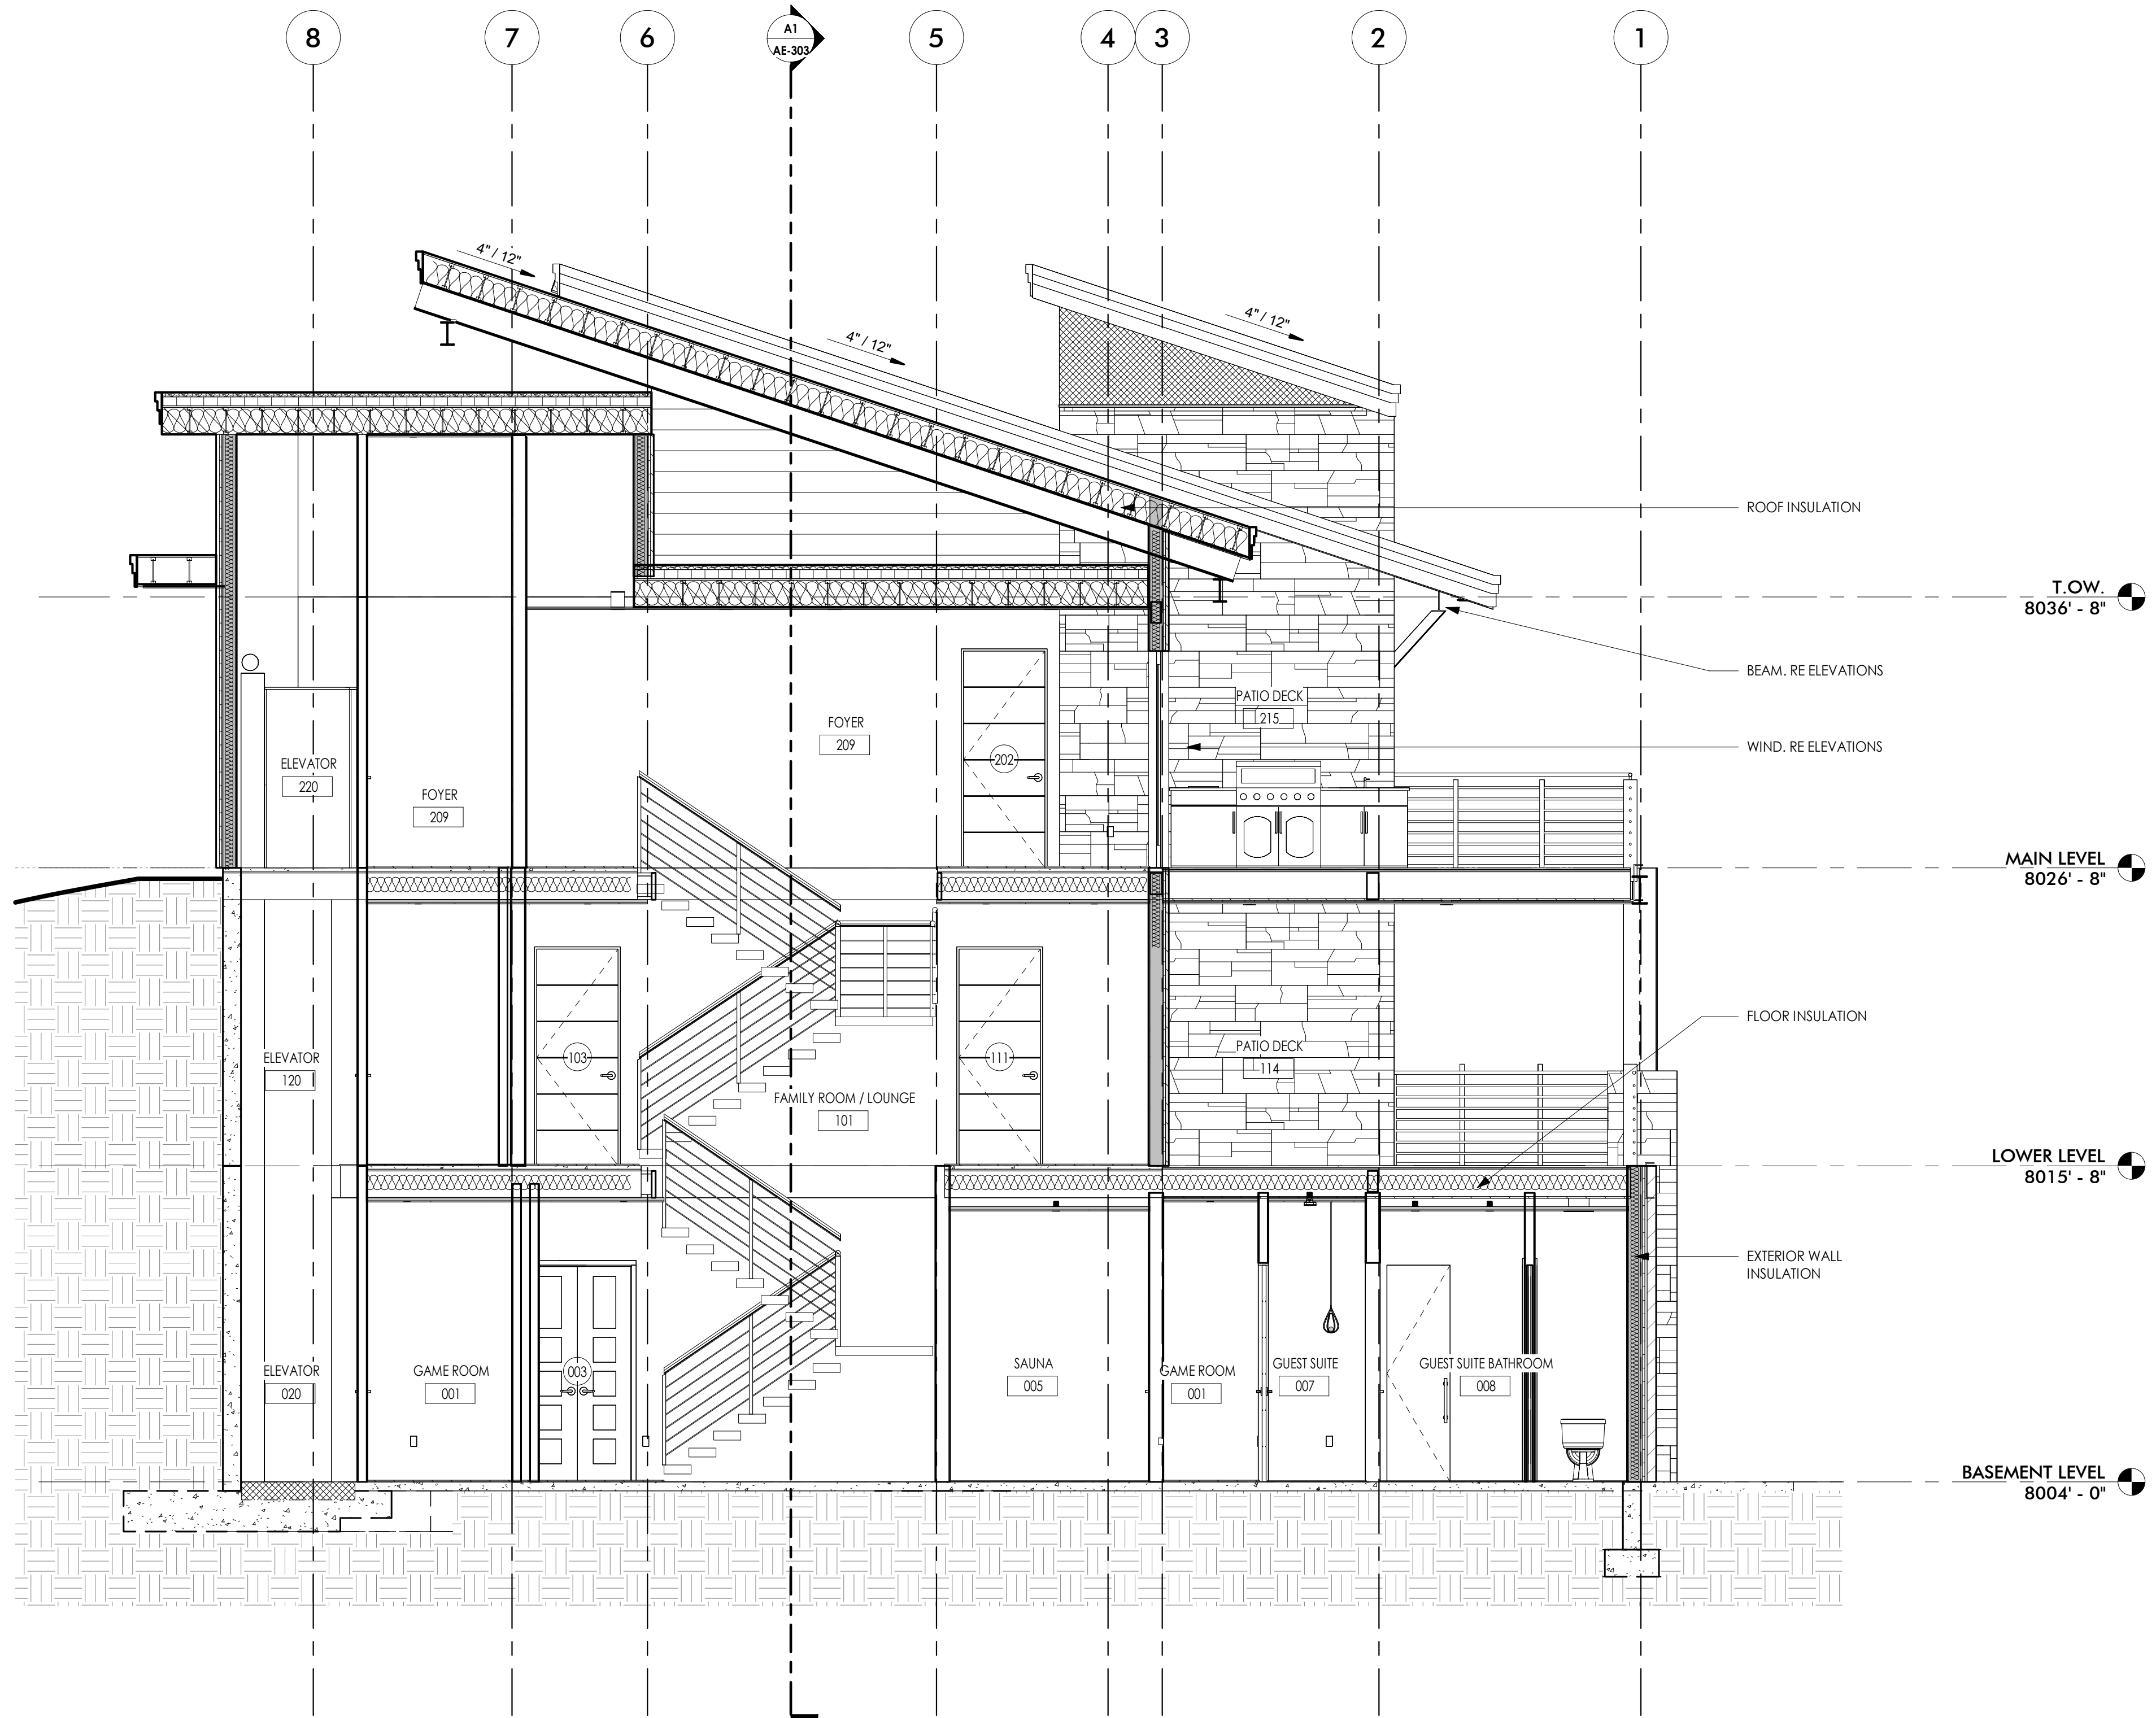 8
7
6
A1
AE-303
5
4
3
2
1
4" / 12"
4" / 12"
4" / 12"
ROOF INSULATION
T.OW.
8036' - 8"
BEAM. RE ELEVATIONS
PATIO DECK
215
FOYER
209
WIND. RE ELEVATIONS
202
ELEVATOR
220
FOYER
209
MAIN LEVEL
8026' - 8"
FLOOR INSULATION
PATIO DECK
114
ELEVATOR
120
103
111
FAMILY ROOM / LOUNGE
101
LOWER LEVEL
8015' - 8"
EXTERIOR WALL
INSULATION
ELEVATOR
020
GAME ROOM
001
003
SAUNA
005
GAME ROOM
001
GUEST SUITE
007
GUEST SUITE BATHROOM
008
BASEMENT LEVEL
8004' - 0"